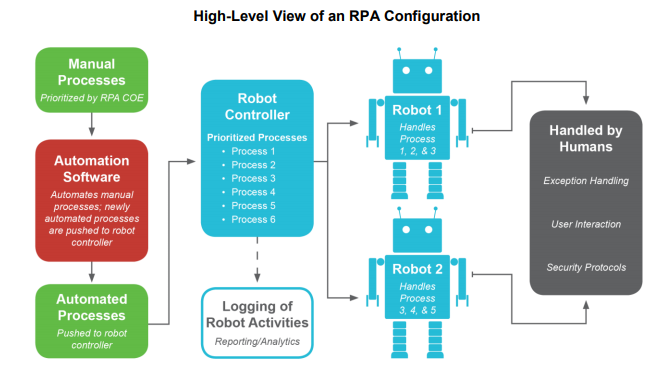 High-Level View of an RPA Configuration
Manual
Processes
Prioritized by RPA COE
Automation
Software
Automates manual
processes; newly
automated processes
are pushed to robot
controller
Automated
Processes
Pushed to robot
controller
Robot
Controller
Prioritized Processes
• Process 1
• Process 2
• Process 3
• Process 4
• Process 5
• Process 6
Logging of
Robot Activities
Reporting/Analytics
Robot 1
Handles
Process
1, 2, & 3
Robot 2
Handles
Process
3, 4, & 5
Handled by
Humans
Exception Handling
User Interaction
Security Protocols